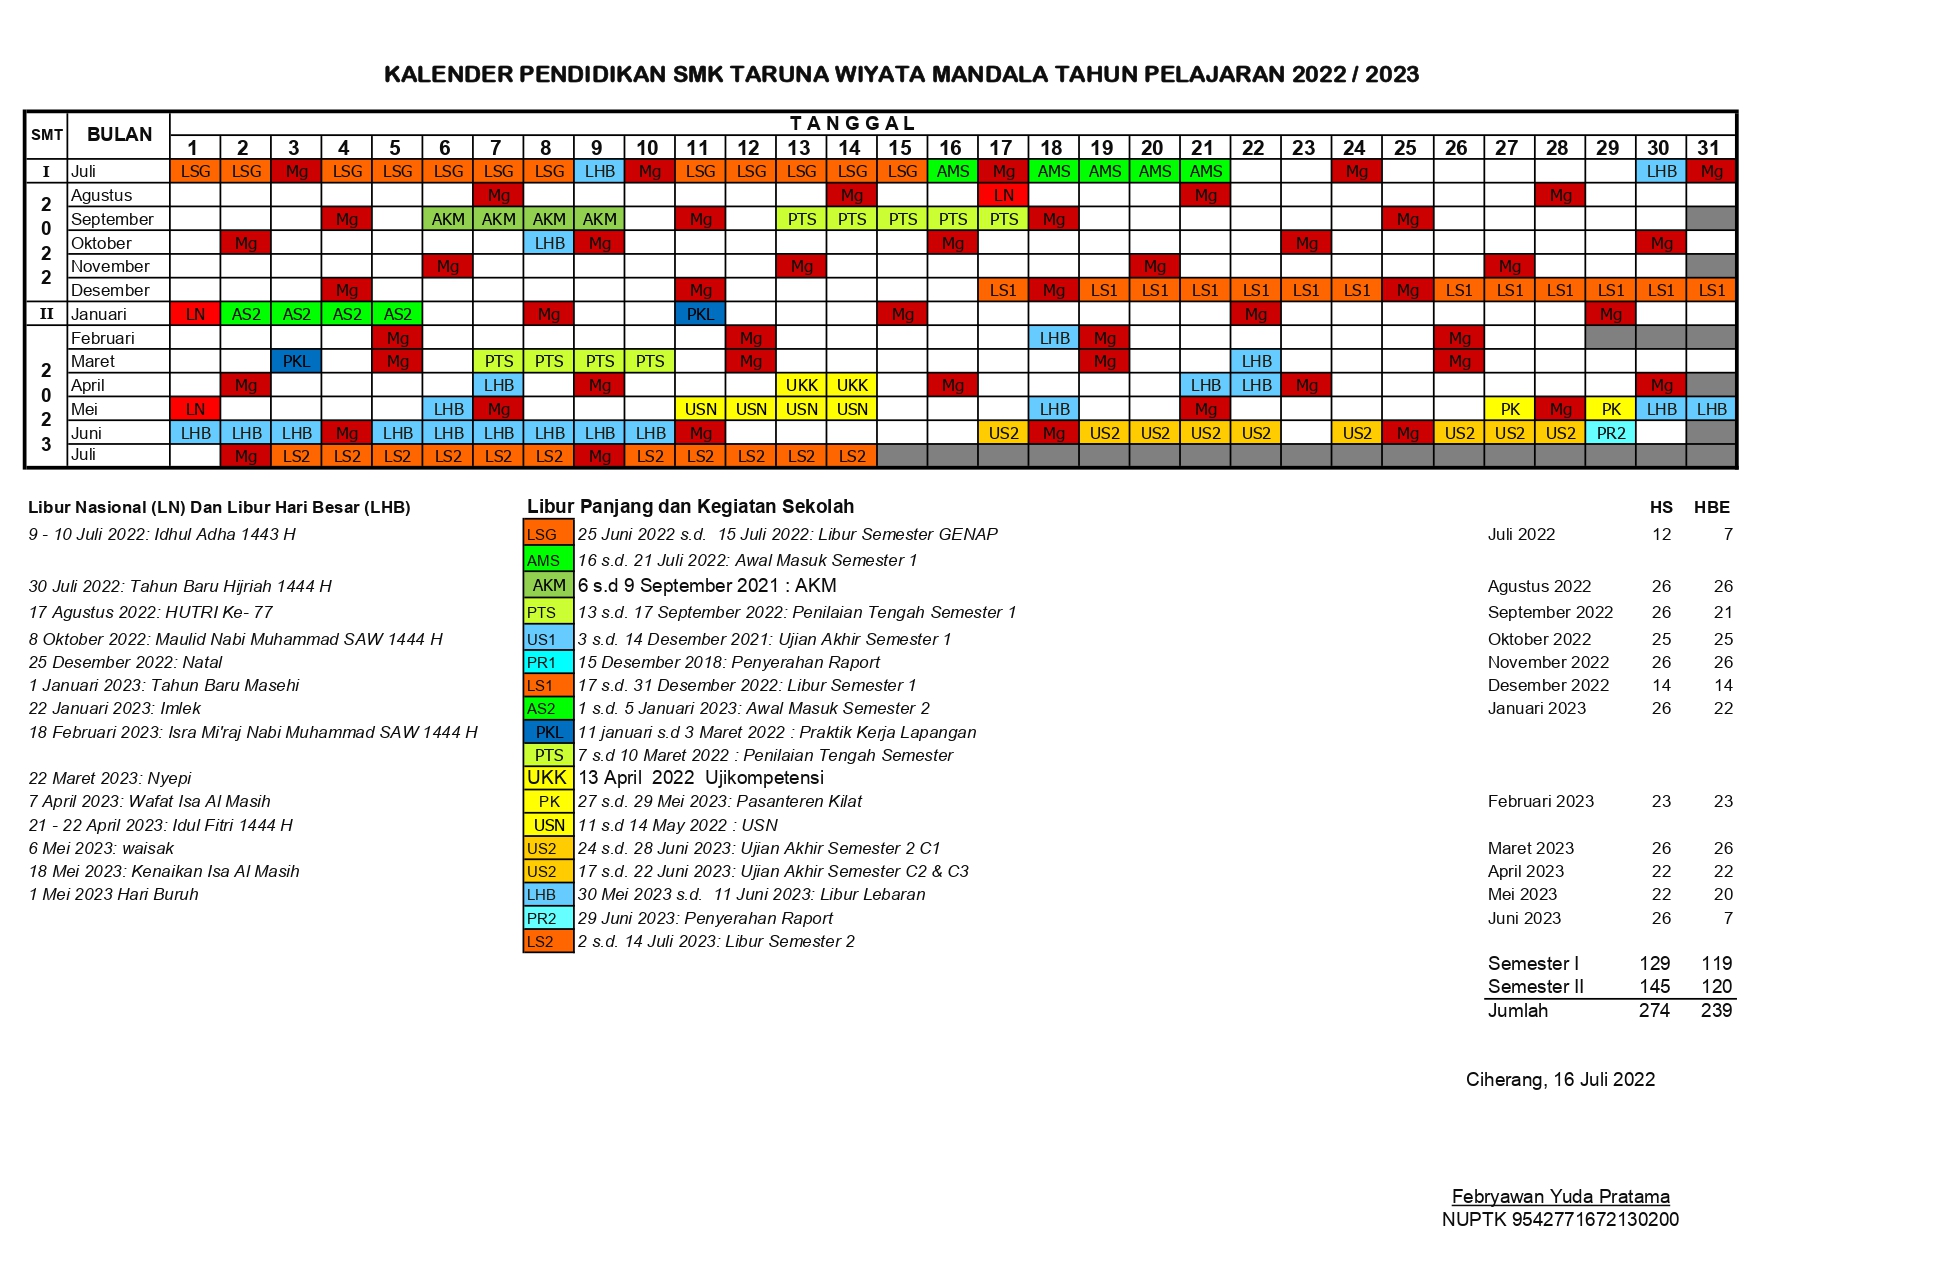 KALENDER PENDIDIKAN SMK TARUNA WIYATA MANDALA TAHUN PELAJARAN 2022 / 2023
SMT BULAN T A N G G A L
1 2 3 4 5 6 7 8 9 10 11 12 13 14 15 16 17 18 19 20 21 22 23 24 25 26 27 28 29 30 31
I Juli LSG LSG Mg LSG LSG LSG LSG LSG LHB Mg LSG LSG LSG LSG LSG AMS Mg AMS AMS AMS AMS Mg LHB Mg
2 0 2 2
Agustus Mg Mg LN Mg Mg
September Mg AKM AKM AKM AKM Mg PTS PTS PTS PTS PTS Mg Mg
Oktober Mg LHB Mg Mg Mg Mg
November Mg Mg Mg Mg
Desember Mg Mg LS1 Mg LS1 LS1 LS1 LS1 LS1 LS1 Mg LS1 LS1 LS1 LS1 LS1 LS1
II Januari LN AS2 AS2 AS2 AS2 Mg PKL Mg Mg Mg
2 0 2 3
Februari Mg Mg LHB Mg Mg
Maret PKL Mg PTS PTS PTS PTS Mg Mg LHB Mg
April Mg LHB Mg UKK UKK Mg LHB LHB Mg Mg
Mei LN LHB Mg USN USN USN USN LHB Mg PK Mg PK LHB LHB
Juni LHB LHB LHB Mg LHB LHB LHB LHB LHB LHB Mg US2 Mg US2 US2 US2 US2 US2 Mg US2 US2 US2 PR2
Juli Mg LS2 LS2 LS2 LS2 LS2 LS2 Mg LS2 LS2 LS2 LS2 LS2
Libur Nasional (LN) Dan Libur Hari Besar (LHB) Libur Panjang dan Kegiatan Sekolah HS HBE
9 - 10 Juli 2022: Idhul Adha 1443 H LSG 25 Juni 2022 s.d. 15 Juli 2022: Libur Semester GENAP Juli 2022 12 7
AMS 16 s.d. 21 Juli 2022: Awal Masuk Semester 1
30 Juli 2022: Tahun Baru Hijriah 1444 H AKM 6 s.d 9 September 2021 : AKM Agustus 2022 26 26
17 Agustus 2022: HUTRI Ke- 77 PTS 13 s.d. 17 September 2022: Penilaian Tengah Semester 1 September 2022 26 21
8 Oktober 2022: Maulid Nabi Muhammad SAW 1444 H US1 3 s.d. 14 Desember 2021: Ujian Akhir Semester 1 Oktober 2022 25 25
25 Desember 2022: Natal PR1 15 Desember 2018: Penyerahan Raport November 2022 26 26
1 Januari 2023: Tahun Baru Masehi LS1 17 s.d. 31 Desember 2022: Libur Semester 1 Desember 2022 14 14
22 Januari 2023: Imlek AS2 1 s.d. 5 Januari 2023: Awal Masuk Semester 2 Januari 2023 26 22
18 Februari 2023: Isra Mi'raj Nabi Muhammad SAW 1444 H PKL 11 januari s.d 3 Maret 2022 : Praktik Kerja Lapangan
PTS 7 s.d 10 Maret 2022 : Penilaian Tengah Semester
22 Maret 2023: Nyepi UKK 13 April 2022 Ujikompetensi
7 April 2023: Wafat Isa Al Masih PK 27 s.d. 29 Mei 2023: Pasanteren Kilat Februari 2023 23 23
21 - 22 April 2023: Idul Fitri 1444 H USN 11 s.d 14 May 2022 : USN
6 Mei 2023: waisak US2 24 s.d. 28 Juni 2023: Ujian Akhir Semester 2 C1 Maret 2023 26 26
18 Mei 2023: Kenaikan Isa Al Masih US2 17 s.d. 22 Juni 2023: Ujian Akhir Semester C2 & C3 April 2023 22 22
1 Mei 2023 Hari Buruh LHB 30 Mei 2023 s.d. 11 Juni 2023: Libur Lebaran Mei 2023 22 20
PR2 29 Juni 2023: Penyerahan Raport Juni 2023 26 7
LS2 2 s.d. 14 Juli 2023: Libur Semester 2
Semester I 129 119
Semester II 145 120
Jumlah 274 239
Ciherang, 16 Juli 2022
Febryawan Yuda Pratama
NUPTK 9542771672130200